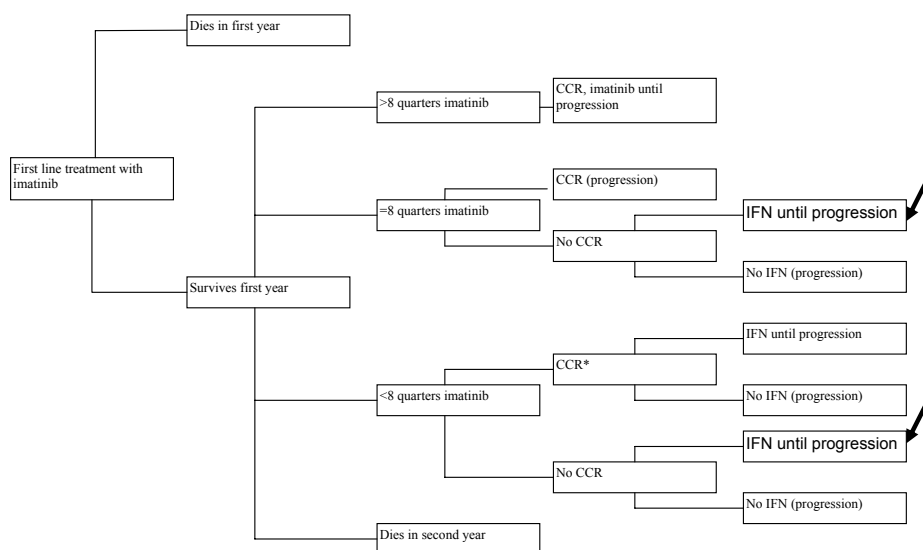 Dies in first year
>8 quarters imatinib
CCR, imatinib until
progression
First line treatment with
imatinib
CCR (progression)
=8 quarters imatinib
IFN until progression
No CCR
No IFN (progression)
Survives first year
IFN until progression
CCR*
<8 quarters imatinib
No IFN (progression)
IFN until progression
No CCR
No IFN (progression)
Dies in second year